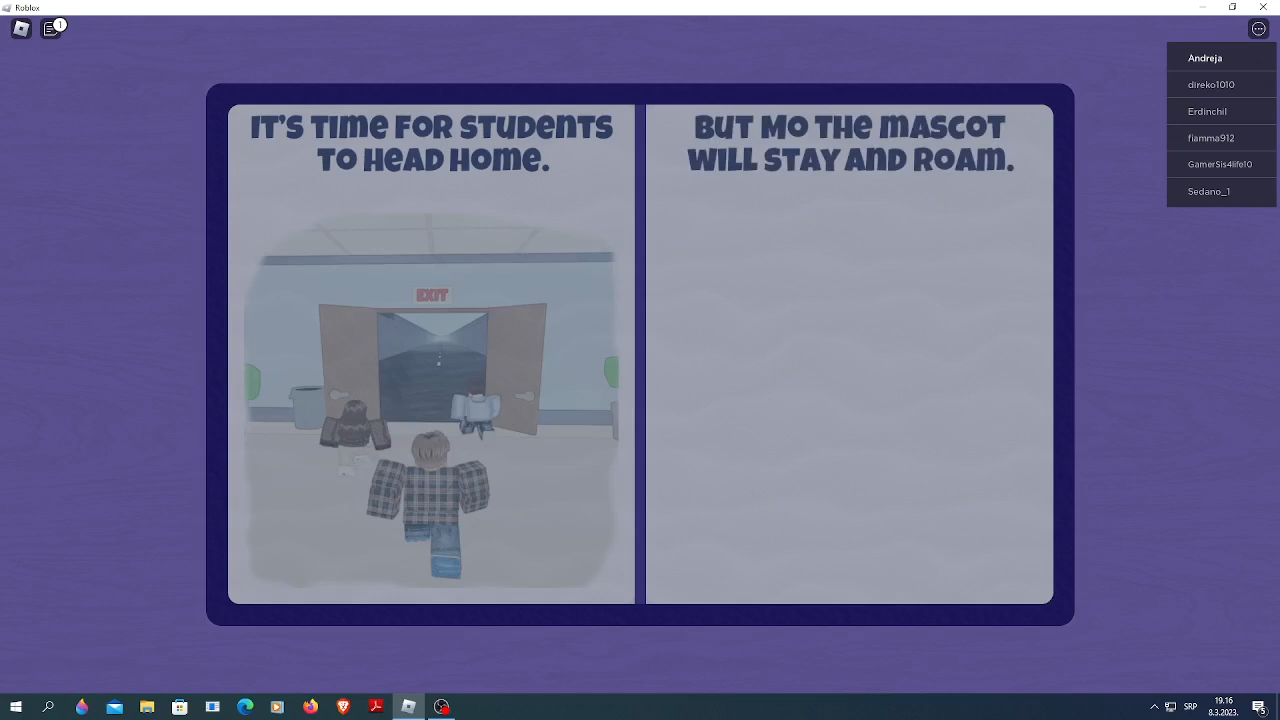 Roblox
1
Andreja
direko1010
Erdinchil
fiamma912
GamerSis4life10
Sedano_1
IT'S TIME FOR STUDENTS
TO HEAD HOME.
BUT MO THE MASCOT
WILL STAY AND ROAM.
EXIT
SRP
19.16
8.3.2023.